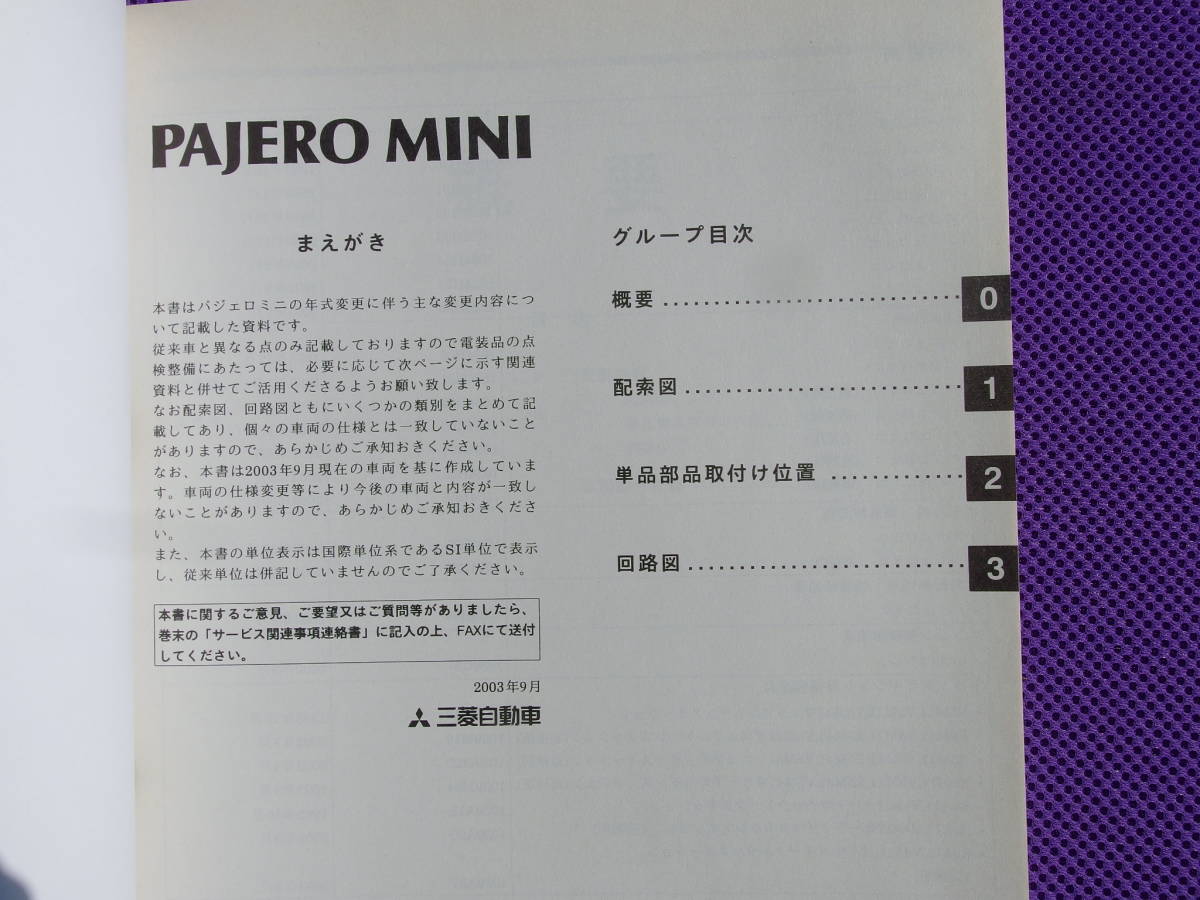 PAJERO MINI
まえがき
本書はパジェロミニの年式変更に伴う主な変更内容につ
いて記載した資料です。
従来車と異なる点のみ記載しておりますので電装品の点
検整備にあたっては、必要に応じて次ページに示す関連
資料と併せてご活用くださるようお願い致します。
なお配索図、回路図ともにいくつかの類別をまとめて記
載してあり、個々の車両の仕様とは一致していないこと
がありますので、あらかじめご承知おきください。
なお、本書は2003年9月現在の車両を基に作成していま
す。車両の仕様変更等により今後の車両と内容が一致し
ないことがありますので、あらかじめご承知おきくださ
い。
また、本書の単位表示は国際単位系であるSI単位で表示
し、従来単位は併記していませんのでご了承ください。
本書に関するご意見、ご要望又はご質問等がありましたら、
巻末の「サービス関連事項連絡書」に記入の上、FAXにて送付
してください。
2003年9月
三菱自動車
グループ目次
概要 .............................. 0
配索図 ............................ 1
単品部品取付け位置 ............. 2
回路図 ............................ 3